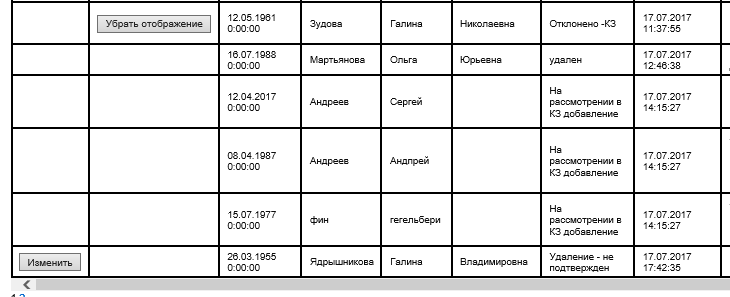 Убрать отображение
12.05.1961
0:00:00
Зудова
Галина
Николаевна
Отклонено -КЗ
17.07.2017
11:37:55
16.07.1988
0:00:00
Мартьянова
Ольга
Юрьевна
удален
17.07.2017
12:46:38
12.04.2017
0:00:00
Андреев
Сергей
На
рассмотрении в
КЗ добавление
17.07.2017
14:15:27
08.04.1987
0:00:00
Андреев
Андпрей
На
рассмотрении в
КЗ добавление
17.07.2017
14:15:27
15.07.1977
0:00:00
фин
гегельбери
На
рассмотрении в
КЗ добавление
17.07.2017
14:15:27
Изменить
26.03.1955
0:00:00
Ядрышникова
Галина
Владимировна
Удаление - не
подтвержден
17.07.2017
17:42:35